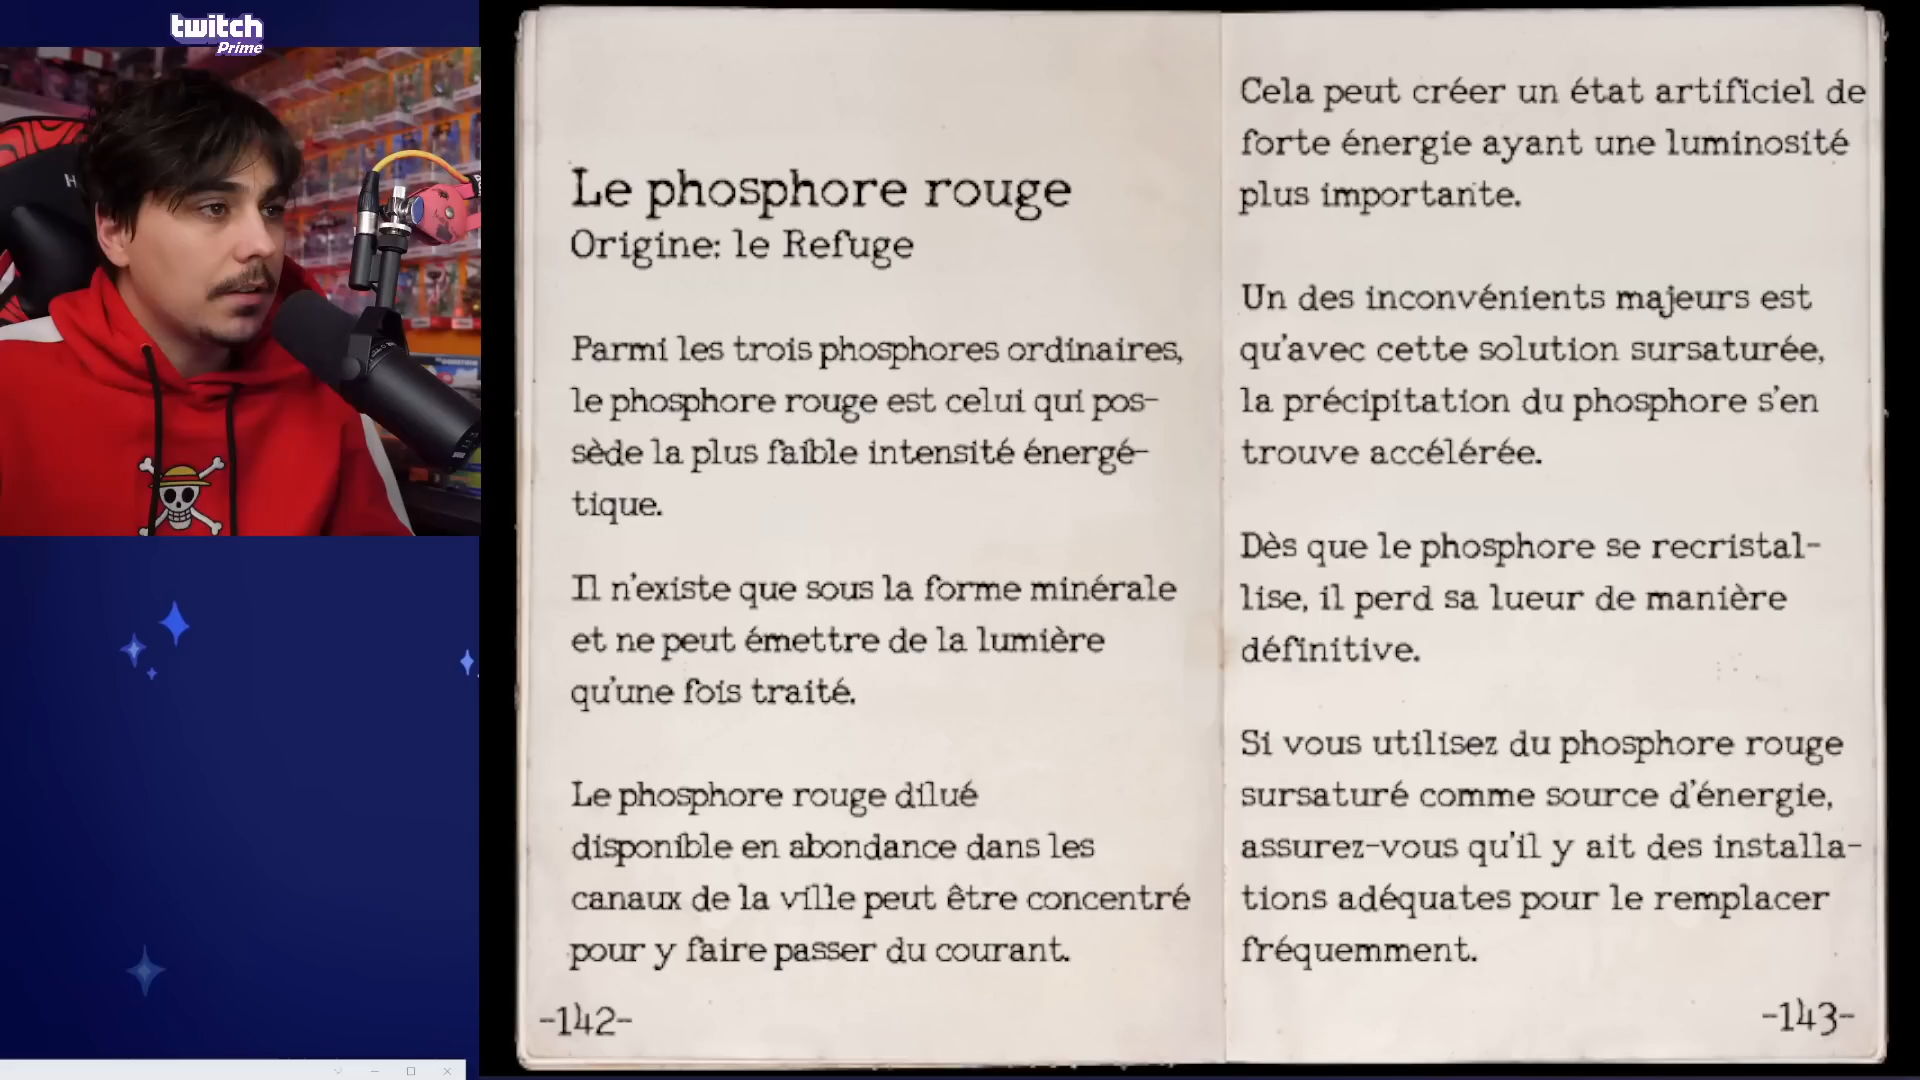 twitch
Prime
Le phosphore rouge
Origine: le Refuge
Parmi les trois phosphores ordinaires,
le phosphore rouge est celui qui pos-
sède la plus faible intensité énergé-
tique.
Il n'existe que sous la forme minérale
et ne peut émettre de la lumière
qu'une fois traité.
Le phosphore rouge dilué
disponible en abondance dans les
canaux de la ville peut être concentré
pour y faire passer du courant.
-142-
Cela peut créer un état artificiel de
forte énergie ayant une luminosité
plus importante.
Un des inconvénients majeurs est
qu'avec cette solution sursaturée,
la précipitation du phosphore s'en
trouve accélérée.
Dès que le phosphore se recristal-
lise, il perd sa lueur de manière
définitive.
Si vous utilisez du phosphore rouge
sursaturé comme source d'énergie,
assurez-vous qu'il y ait des installa-
tions adéquates pour le remplacer
fréquemment.
-143-